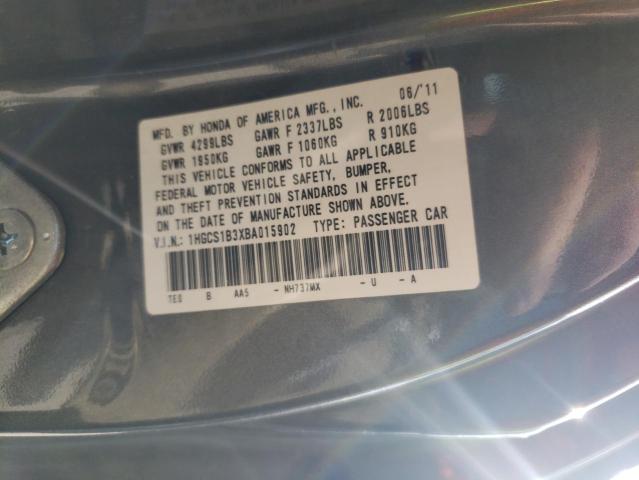 MFD. BY HONDA OF AMERICA MFG., INC. 06/'11
GVWR 4299LBS GAWR F 2337LBS R 2006LBS
GVWR 1950KG GAWR F 1060KG R 910KG
THIS VEHICLE CONFORMS TO ALL APPLICABLE
FEDERAL MOTOR VEHICLE SAFETY, BUMPER,
AND THEFT PREVENTION STANDARDS IN EFFECT
ON THE DATE OF MANUFACTURE SHOWN ABOVE.
V.I.N.: 1HGCS1B3XBA015902 TYPE: PASSENGER CAR
TE0 B AA5 - NH737MX - U - A